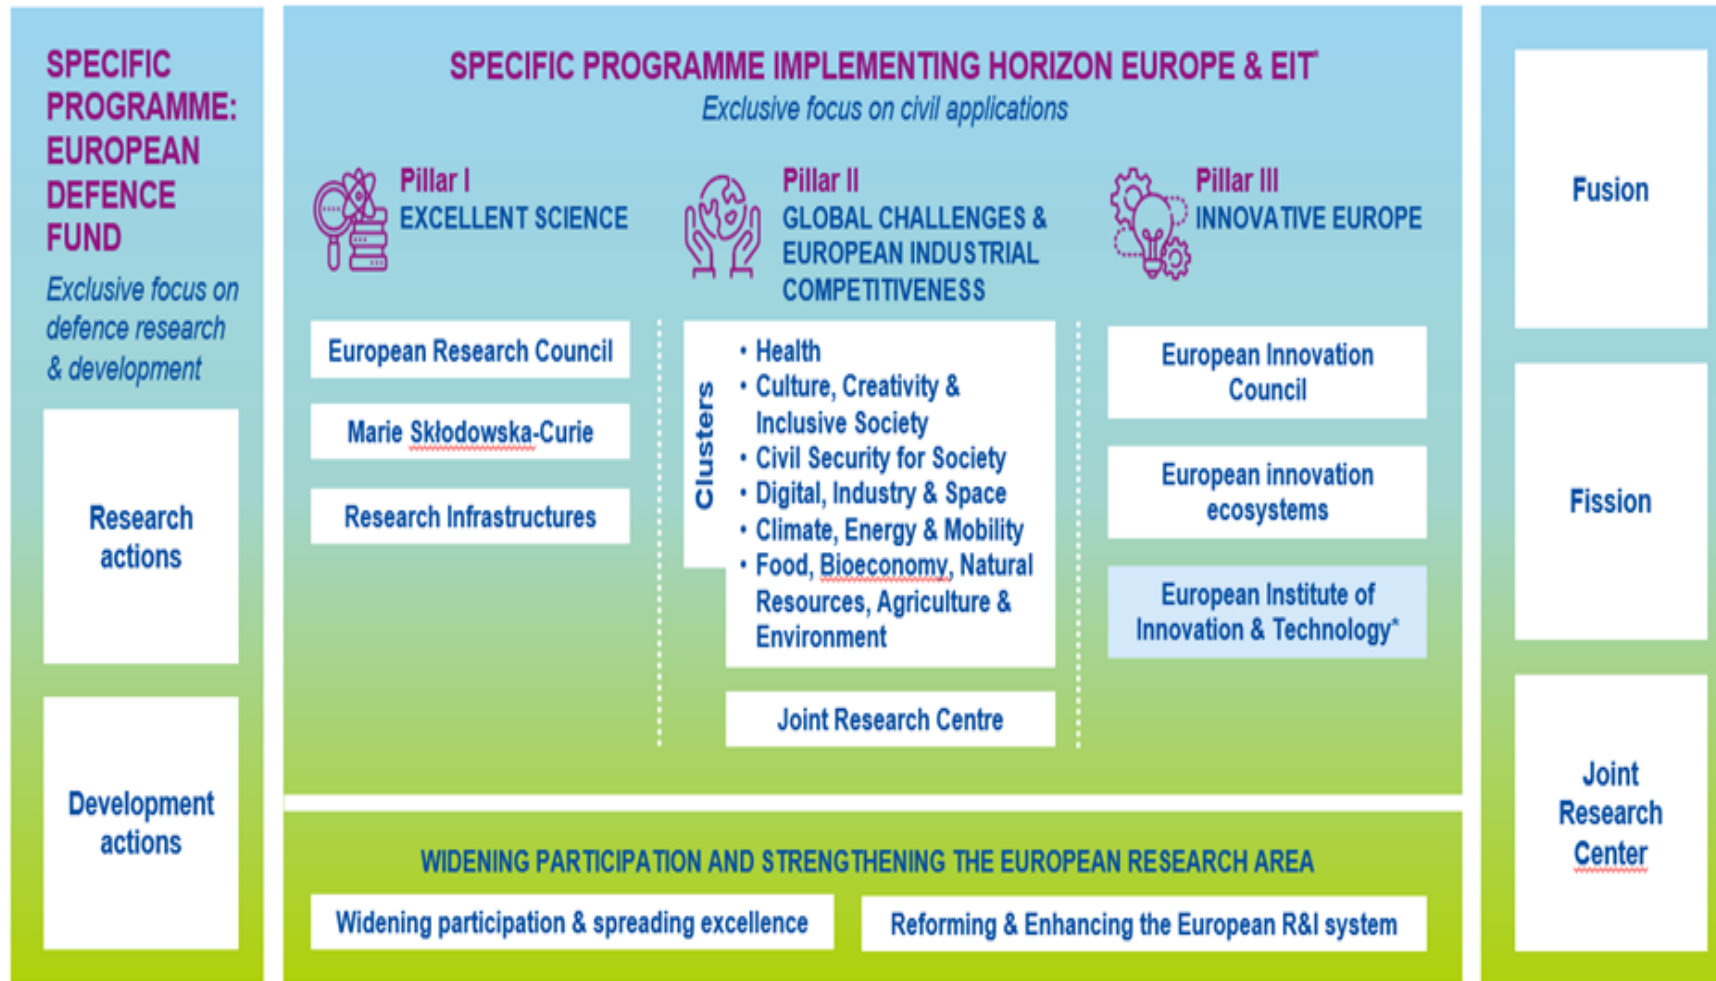 SPECIFIC
PROGRAMME:
EUROPEAN
DEFENCE
FUND
Exclusive focus on
defence research
& development
Research
actions
Development
actions
SPECIFIC PROGRAMME IMPLEMENTING HORIZON EUROPE & EIT*
Exclusive focus on civil applications
Pillar I
EXCELLENT SCIENCE
European Research Council
Marie Skłodowska-Curie
Research Infrastructures
Pillar II
GLOBAL CHALLENGES &
EUROPEAN INDUSTRIAL
COMPETITIVENESS
Clusters
• Health
• Culture, Creativity &
Inclusive Society
• Civil Security for Society
• Digital, Industry & Space
• Climate, Energy & Mobility
• Food, Bioeconomy, Natural
Resources, Agriculture &
Environment
Joint Research Centre
Pillar III
INNOVATIVE EUROPE
European Innovation
Council
European innovation
ecosystems
European Institute of
Innovation & Technology*
WIDENING PARTICIPATION AND STRENGTHENING THE EUROPEAN RESEARCH AREA
Widening participation & spreading excellence
Reforming & Enhancing the European R&I system
Fusion
Fission
Joint
Research
Center